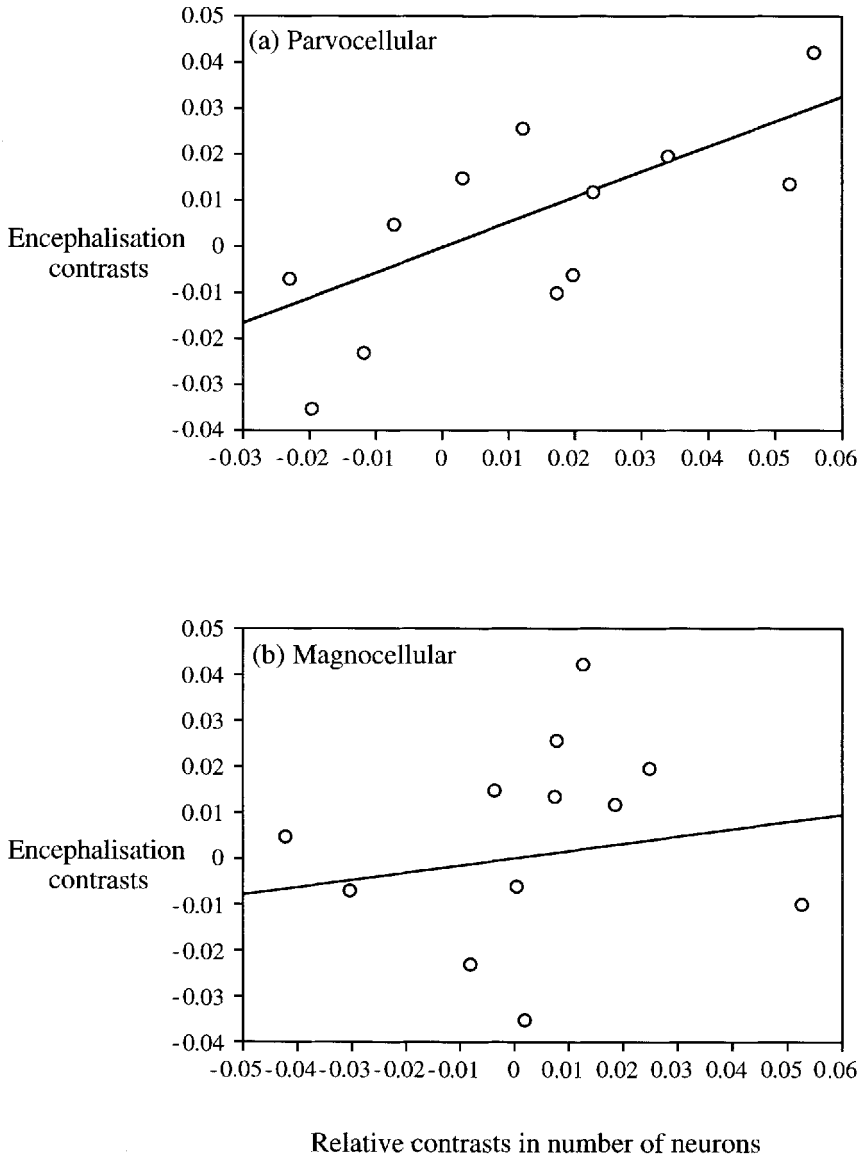 (a) Parvocellular
0.05
0.04
0.03
0.02
0.01
0
-0.01
-0.02
-0.03
-0.04
Encephalisation
contrasts
-0.03 -0.02 -0.01 0 0.01 0.02 0.03 0.04 0.05 0.06
(b) Magnocellular
0.05
0.04
0.03
0.02
0.01
0
-0.01
-0.02
-0.03
-0.04
Encephalisation
contrasts
-0.05 -0.04 -0.03 -0.02 -0.01 0 0.01 0.02 0.03 0.04 0.05 0.06
Relative contrasts in number of neurons